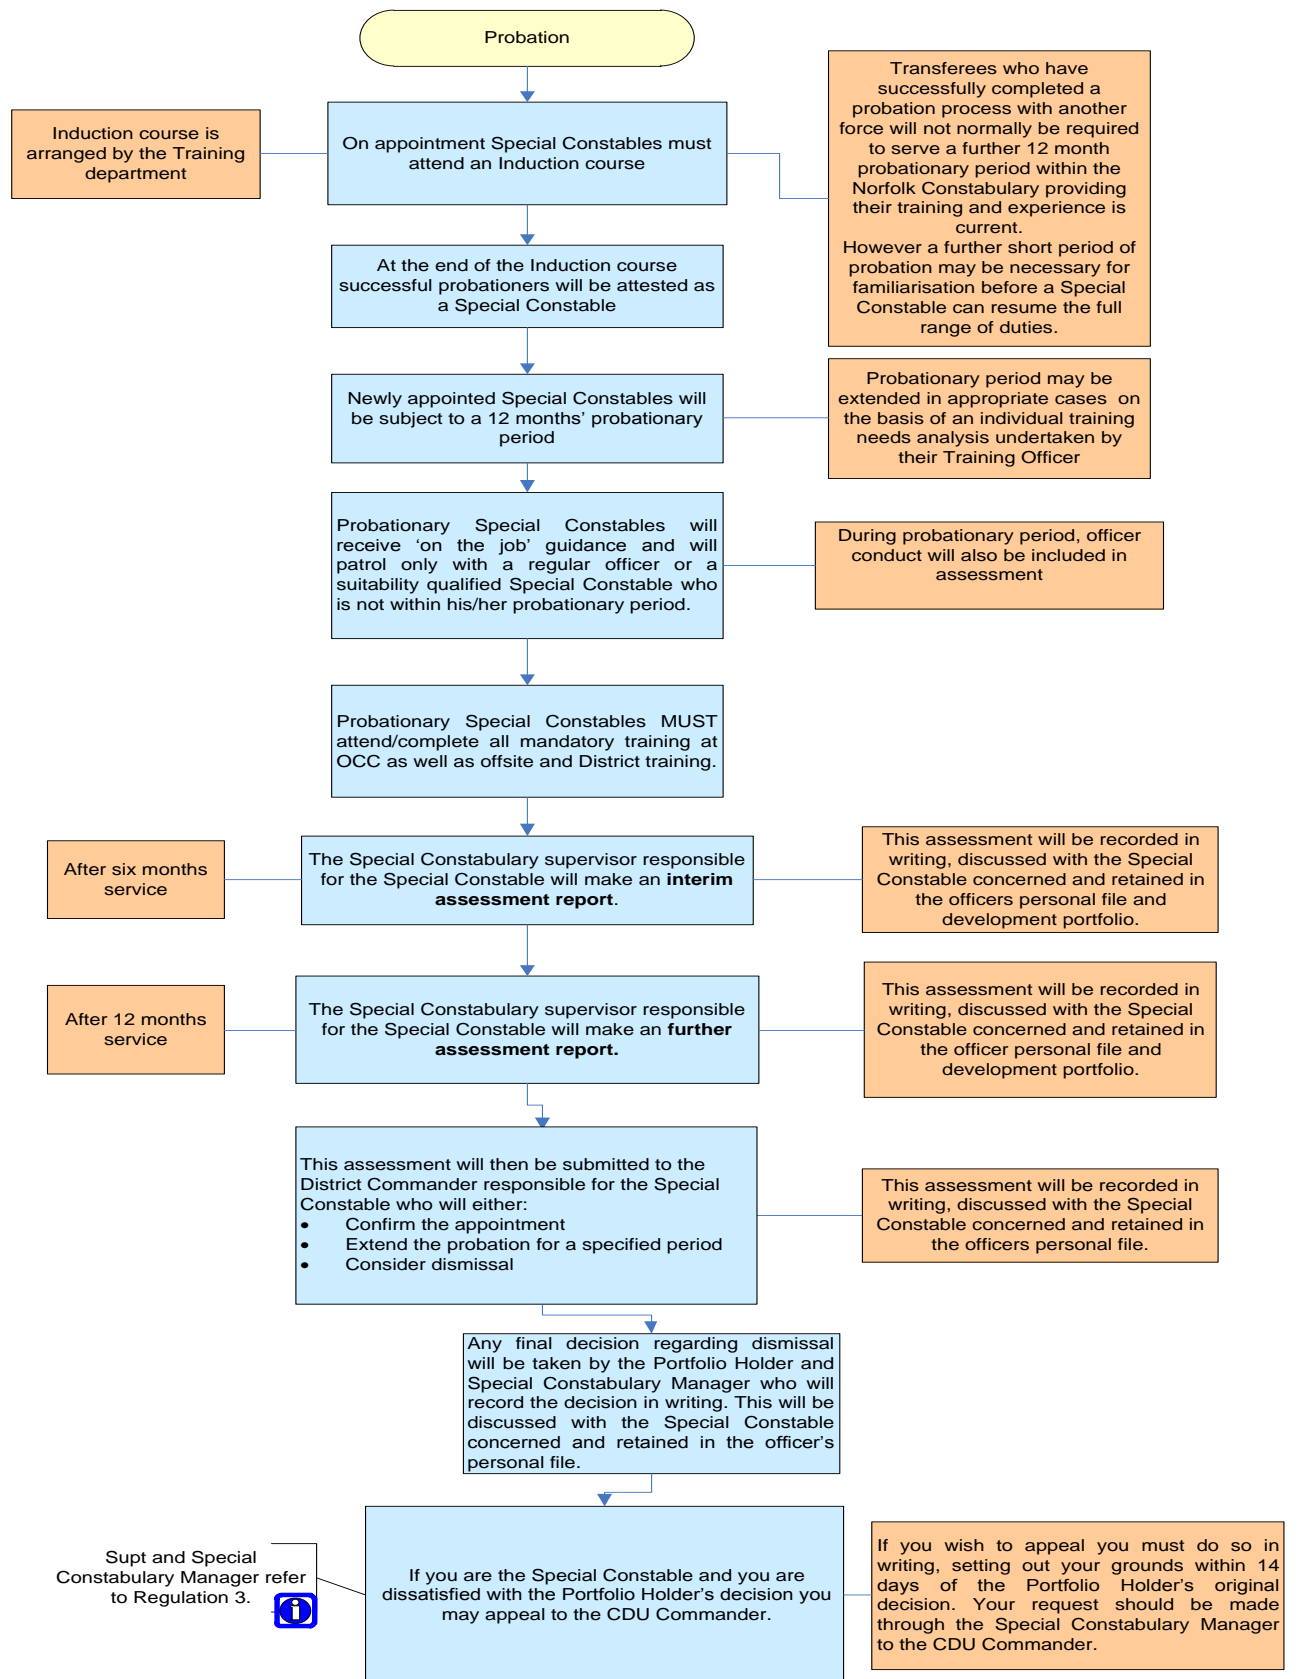 Probation
Induction course is
arranged by the Training
department
On appointment Special Constables must
attend an Induction course
Transferees who have
successfully completed a
probation process with another
force will not normally be required
to serve a further 12 month
probationary period within the
Norfolk Constabulary providing
their training and experience is
current.
However a further short period of
probation may be necessary for
familiarisation before a Special
Constable can resume the full
range of duties.
At the end of the Induction course
successful probationers will be attested as
a Special Constable
Newly appointed Special Constables will
be subject to a 12 months’ probationary
period
Probationary period may be
extended in appropriate cases on
the basis of an individual training
needs analysis undertaken by
their Training Officer
Probationary Special Constables will
receive ‘on the job’ guidance and will
patrol only with a regular officer or a
suitability qualified Special Constable who
is not within his/her probationary period.
During probationary period, officer
conduct will also be included in
assessment
Probationary Special Constables MUST
attend/complete all mandatory training at
OCC as well as offsite and District training.
After six months
service
The Special Constabulary supervisor responsible
for the Special Constable will make an interim
assessment report.
This assessment will be recorded in
writing, discussed with the Special
Constable concerned and retained in
the officers personal file and
development portfolio.
After 12 months
service
The Special Constabulary supervisor responsible
for the Special Constable will make an further
assessment report.
This assessment will be recorded in
writing, discussed with the Special
Constable concerned and retained in
the officer personal file and
development portfolio.
This assessment will then be submitted to the
District Commander responsible for the Special
Constable who will either:
• Confirm the appointment
• Extend the probation for a specified period
• Consider dismissal
This assessment will be recorded in
writing, discussed with the Special
Constable concerned and retained in
the officers personal file.
Any final decision regarding dismissal
will be taken by the Portfolio Holder and
Special Constabulary Manager who will
record the decision in writing. This will be
discussed with the Special Constable
concerned and retained in the officer’s
personal file.
Supt and Special
Constabulary Manager refer
to Regulation 3.
If you are the Special Constable and you are
dissatisfied with the Portfolio Holder’s decision you
may appeal to the CDU Commander.
If you wish to appeal you must do so in
writing, setting out your grounds within 14
days of the Portfolio Holder’s original
decision. Your request should be made
through the Special Constabulary Manager
to the CDU Commander.